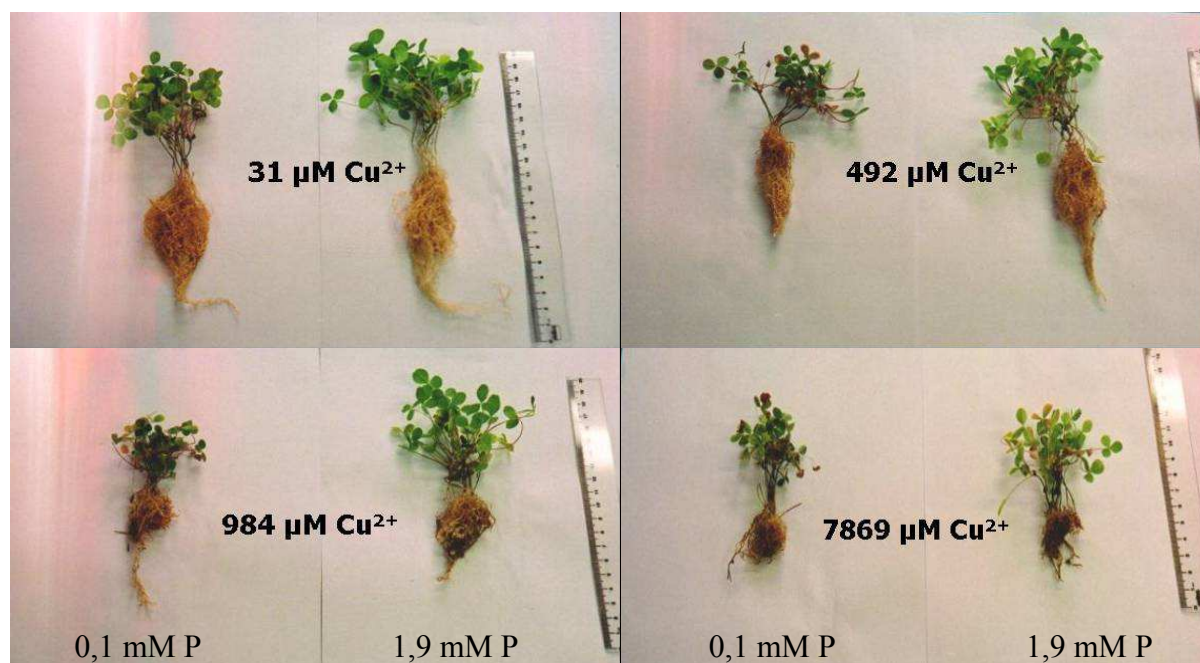 31 µM Cu²⁺
492 µM Cu²⁺
984 µM Cu²⁺
7869 µM Cu²⁺
0,1 mM P
1,9 mM P
0,1 mM P
1,9 mM P